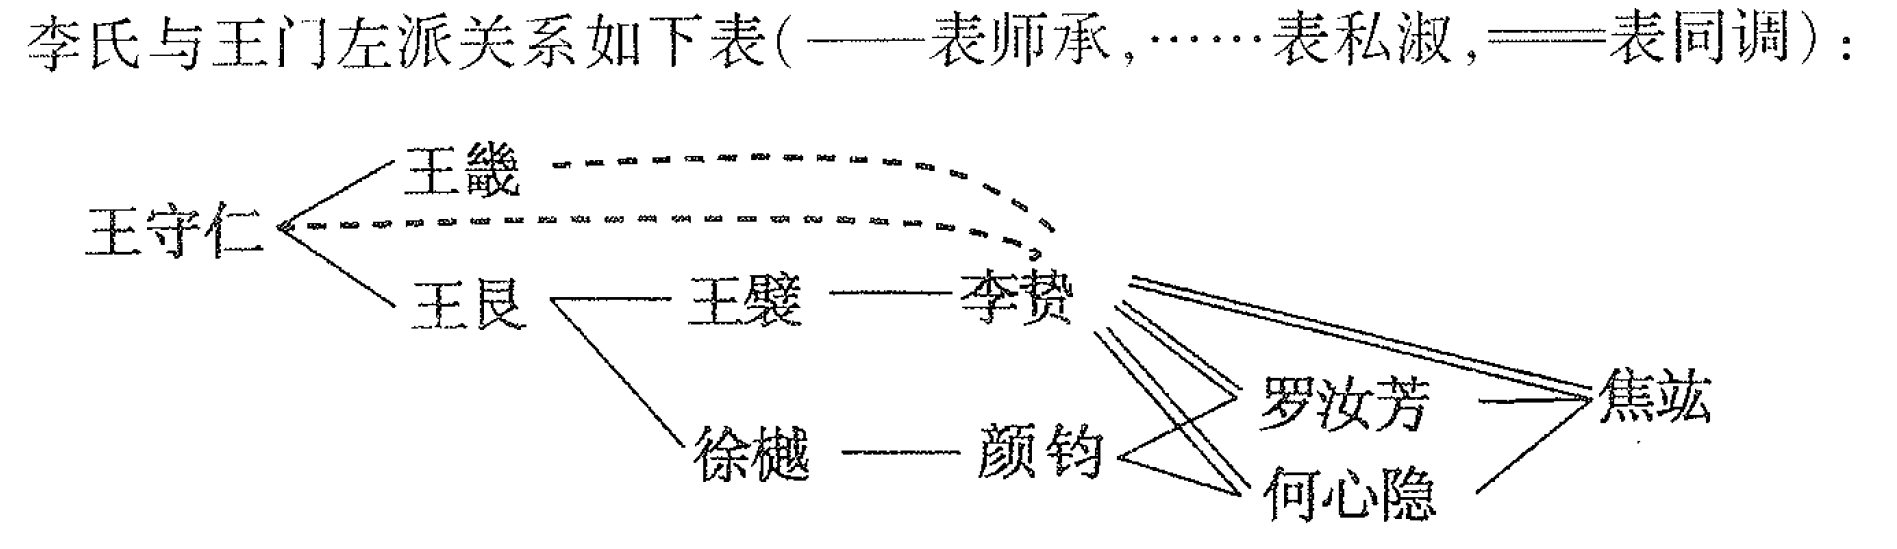 李氏与王门左派关系如下表(——表师承,……表私淑,══表同调):
王畿
王守仁
王艮 王襞 李贽
罗汝芳 焦竑
徐樾 颜钧
何心隐